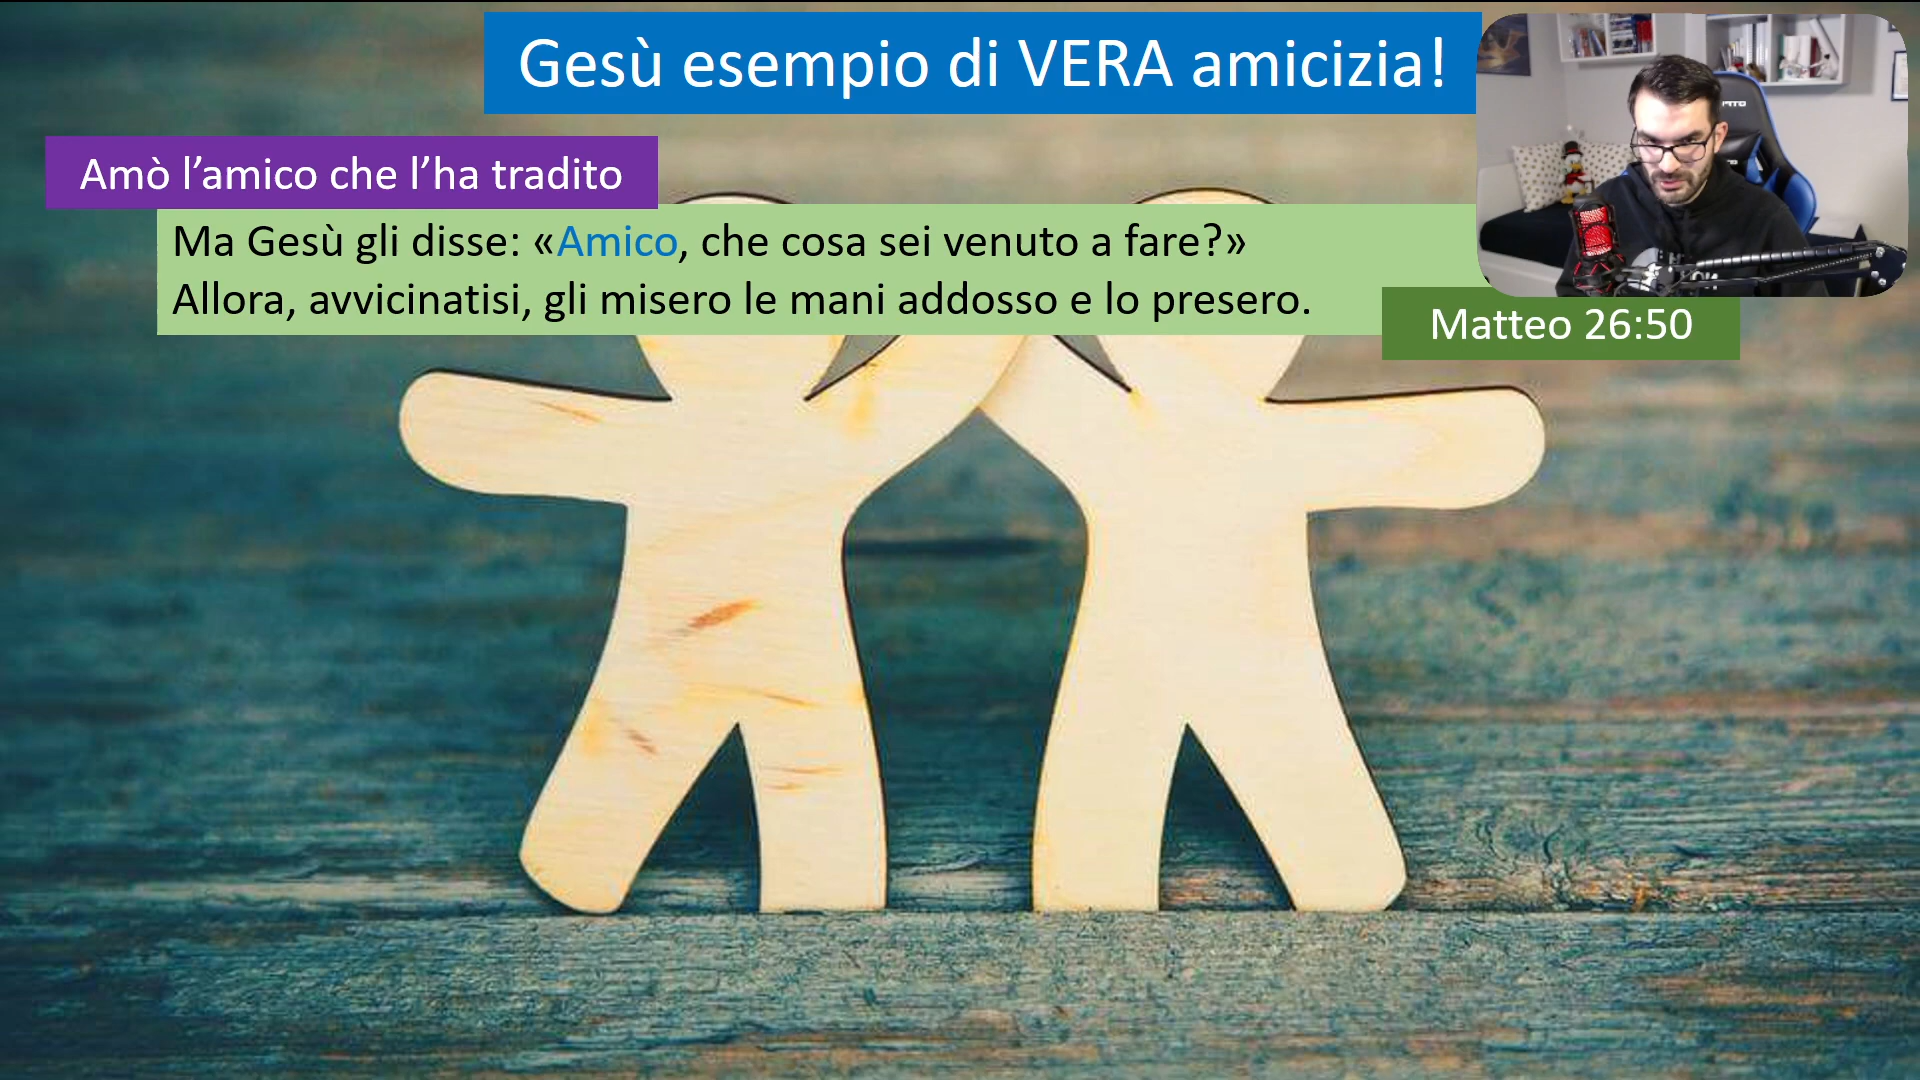 Gesù esempio di VERA amicizia!
Amò l’amico che l’ha tradito
Ma Gesù gli disse: «Amico, che cosa sei venuto a fare?»
Allora, avvicinatisi, gli misero le mani addosso e lo presero.
Matteo 26:50